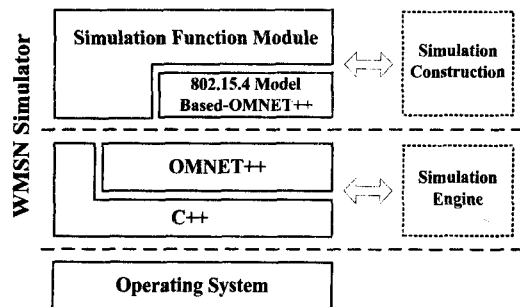 WMSN Simulator
Simulation Function Module
802.15.4 Model
Based-OMNET++
Simulation
Construction
OMNET++
C++
Simulation
Engine
Operating System